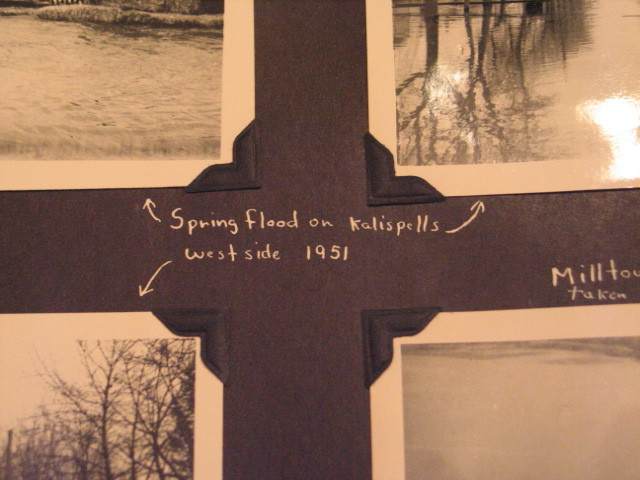 Spring flood on Kalispells
west side 1951
Milltow
taken